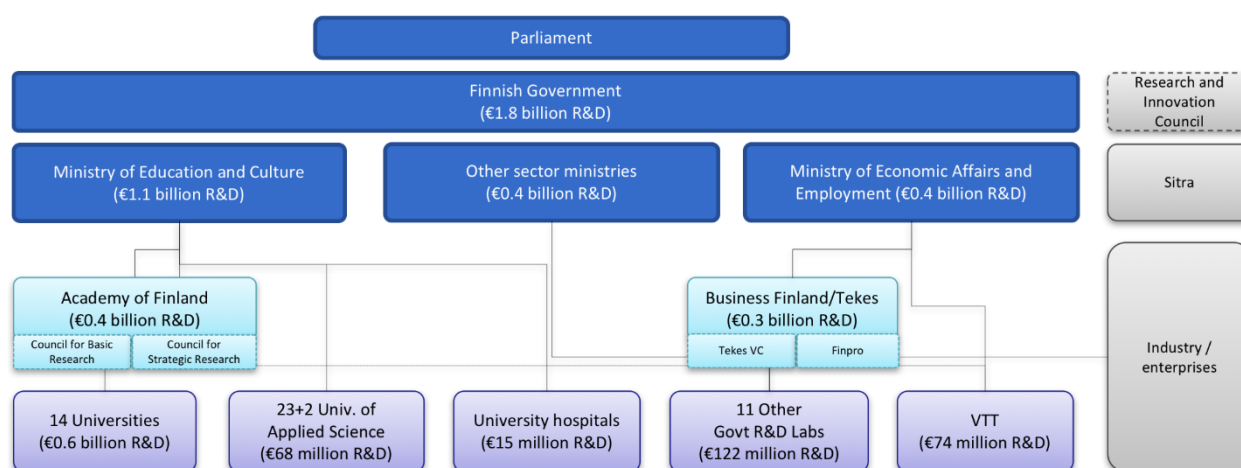 Parliament
Finnish Government
(€1.8 billion R&D)
Research and
Innovation
Council
Ministry of Education and Culture
(€1.1 billion R&D)
Other sector ministries
(€0.4 billion R&D)
Ministry of Economic Affairs and
Employment (€0.4 billion R&D)
Sitra
Academy of Finland
(€0.4 billion R&D)
Council for Basic
Research
Council for
Strategic Research
Business Finland/Tekes
(€0.3 billion R&D)
Tekes VC
Finpro
Industry /
enterprises
14 Universities
(€0.6 billion R&D)
23+2 Univ. of
Applied Science
(€68 million R&D)
University hospitals
(€15 million R&D)
11 Other
Govt R&D Labs
(€122 million R&D)
VTT
(€74 million R&D)